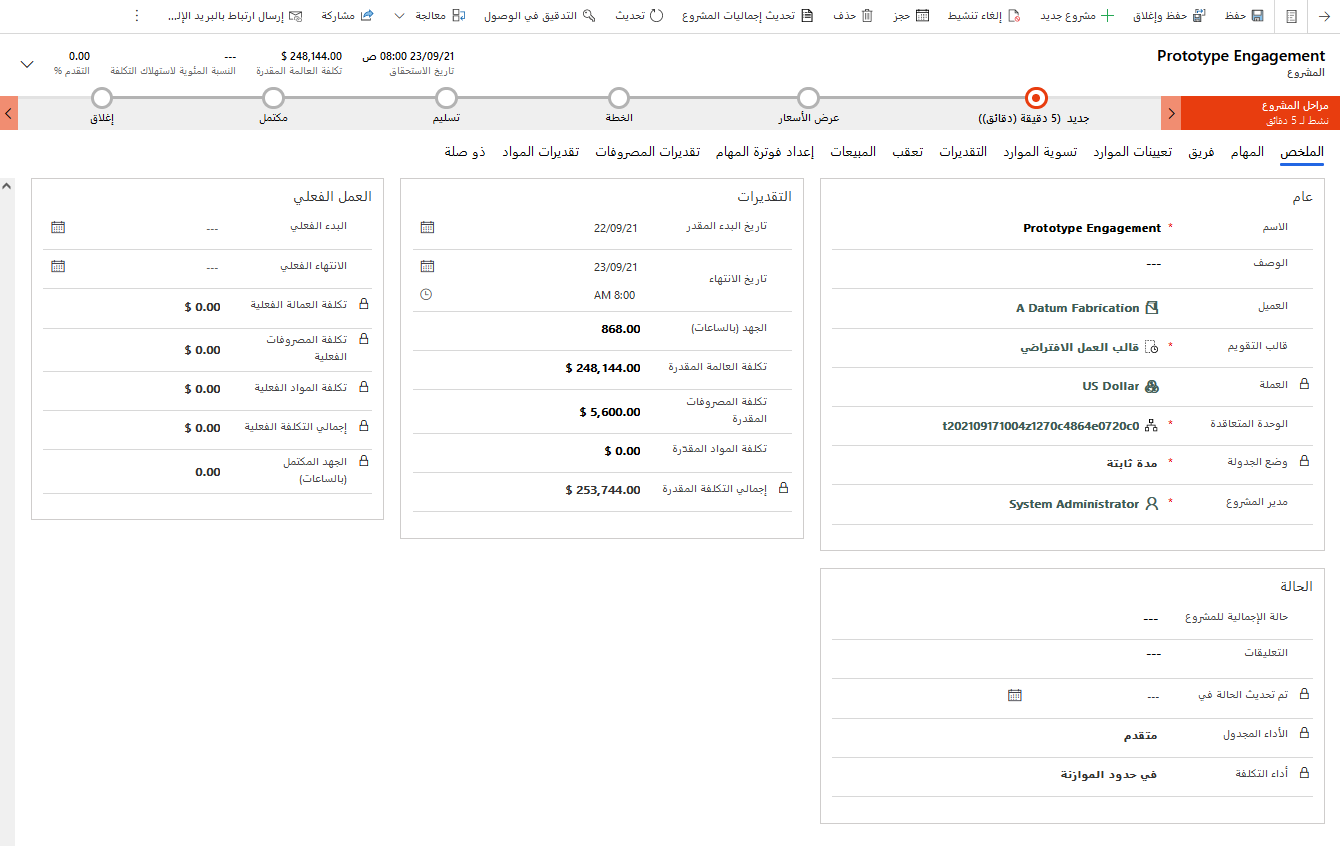 حفظ
حفظ وإغلاق
مشروع جديد
إلغاء تنشيط
حذف
حجز
تحديث إجماليات المشروع
تحديث
التدقيق في الوصول
معالجة
مشاركة
إرسال ارتباط بالبريد الإلـ...
Prototype Engagement
المشروع
23/09/21 08:00 ص
تاريخ الاستحقاق
$ 248,144.00
تكلفة العمالة المقدرة
---
النسبة المئوية لاستهلاك التكلفة
0.00
التقدم %
مراحل المشروع
نشط لـ 5 دقائق
جديد (5 دقيقة (دقائق))
عرض الأسعار
الخطة
تسليم
مكتمل
إغلاق
الملخص
المهام
فريق
تعيينات الموارد
تسوية الموارد
التقديرات
تعقب
المبيعات
إعداد فوترة المهام
تقديرات المصروفات
تقديرات المواد
ذو صلة
عام
الاسم
* Prototype Engagement
الوصف
---
العميل
A Datum Fabrication
قالب التقويم
* قالب العمل الافتراضي
العملة
US Dollar
الوحدة المتعاقدة
* t202109171004z1270c4864e0720c0
وضع الجدولة
* مدة ثابتة
مدير المشروع
* System Administrator
الحالة
حالة الإجمالية للمشروع
---
التعليقات
---
تم تحديث الحالة في
---
الأداء المجدول
متقدم
أداء التكلفة
في حدود الموازنة
التقديرات
تاريخ البدء المقدر
22/09/21
تاريخ الانتهاء
23/09/21
AM 8:00
الجهد (بالساعات)
868.00
تكلفة العالمة المقدرة
$ 248,144.00
تكلفة المصروفات
المقدرة
$ 5,600.00
تكلفة المواد المقدّرة
$ 0.00
إجمالي التكلفة المقدرة
$ 253,744.00
العمل الفعلي
البدء الفعلي
---
الانتهاء الفعلي
---
تكلفة العمالة الفعلية
$ 0.00
تكلفة المصروفات
الفعلية
$ 0.00
تكلفة المواد الفعلية
$ 0.00
إجمالي التكلفة الفعلية
$ 0.00
الجهد المكتمل
(بالساعات)
0.00